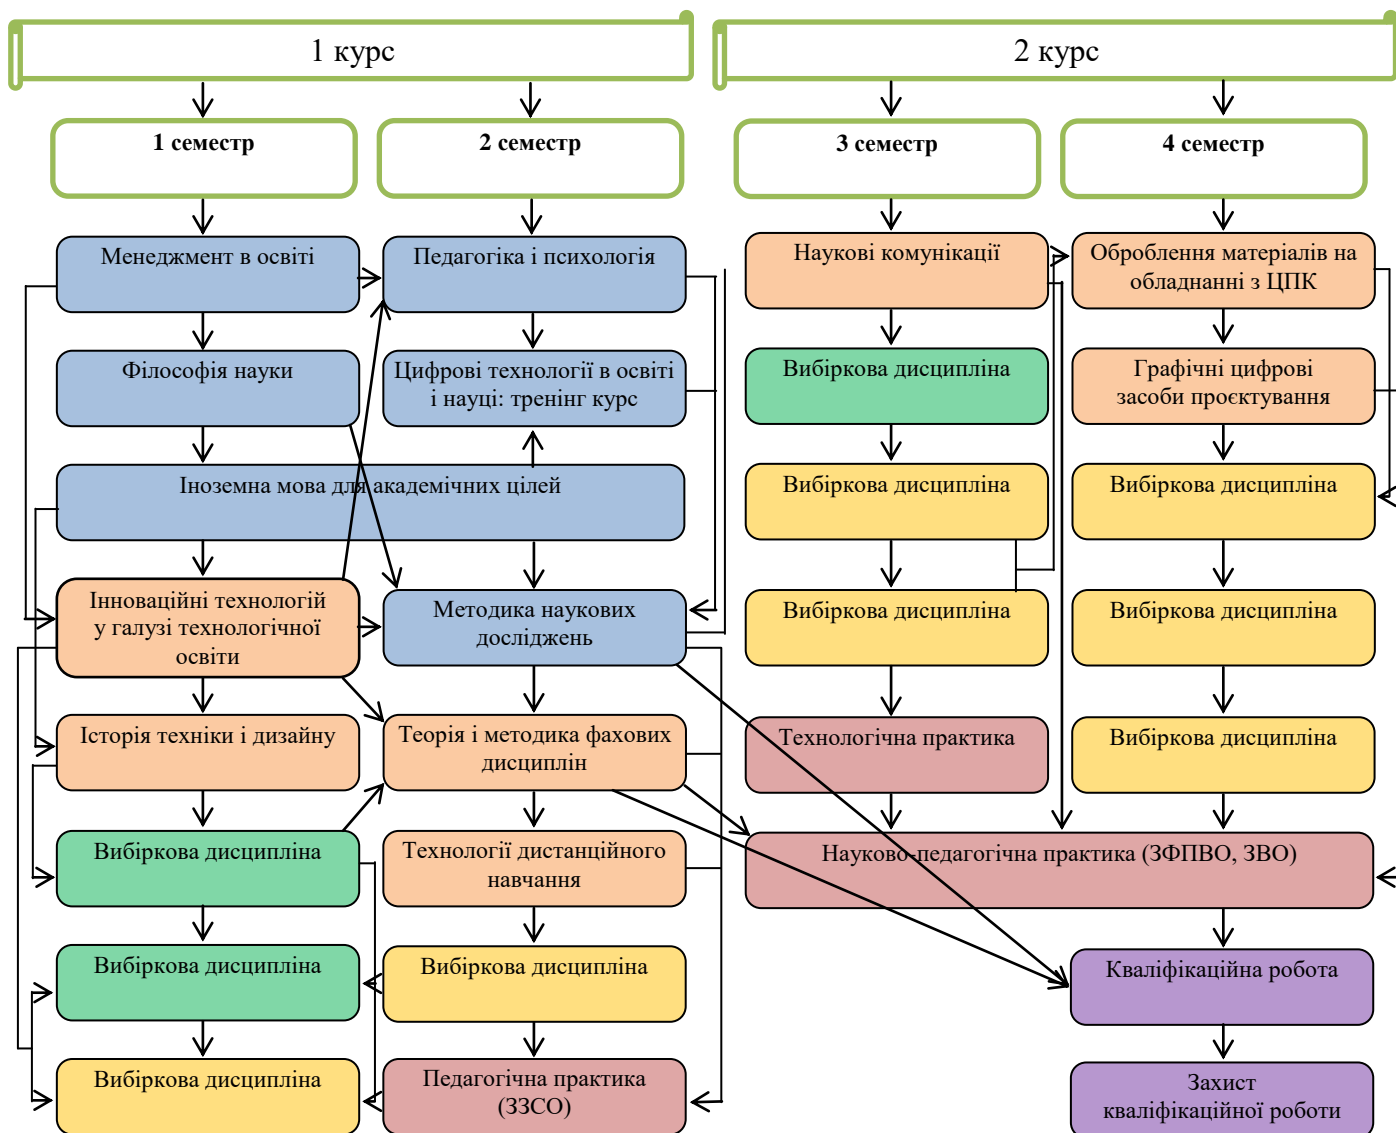 1 курс
2 курс
1 семестр
2 семестр
3 семестр
4 семестр
Менеджмент в освіті
Філософія науки
Іноземна мова для академічних цілей
Інноваційні технологій
у галузі технологічної
освіти
Історія техніки і дизайну
Вибіркова дисципліна
Вибіркова дисципліна
Вибіркова дисципліна
Педагогіка і психологія
Цифрові технології в освіті
і науці: тренінг курс
Методика наукових
досліджень
Теорія і методика фахових
дисциплін
Технології дистанційного
навчання
Вибіркова дисципліна
Педагогічна практика
(ЗЗСО)
Наукові комунікації
Вибіркова дисципліна
Вибіркова дисципліна
Вибіркова дисципліна
Технологічна практика
Науково-педагогічна практика (ЗФПВО, ЗВО)
Оброблення матеріалів на
обладнанні з ЦПК
Графічні цифрові
засоби проєктування
Вибіркова дисципліна
Вибіркова дисципліна
Вибіркова дисципліна
Кваліфікаційна робота
Захист
кваліфікаційної роботи